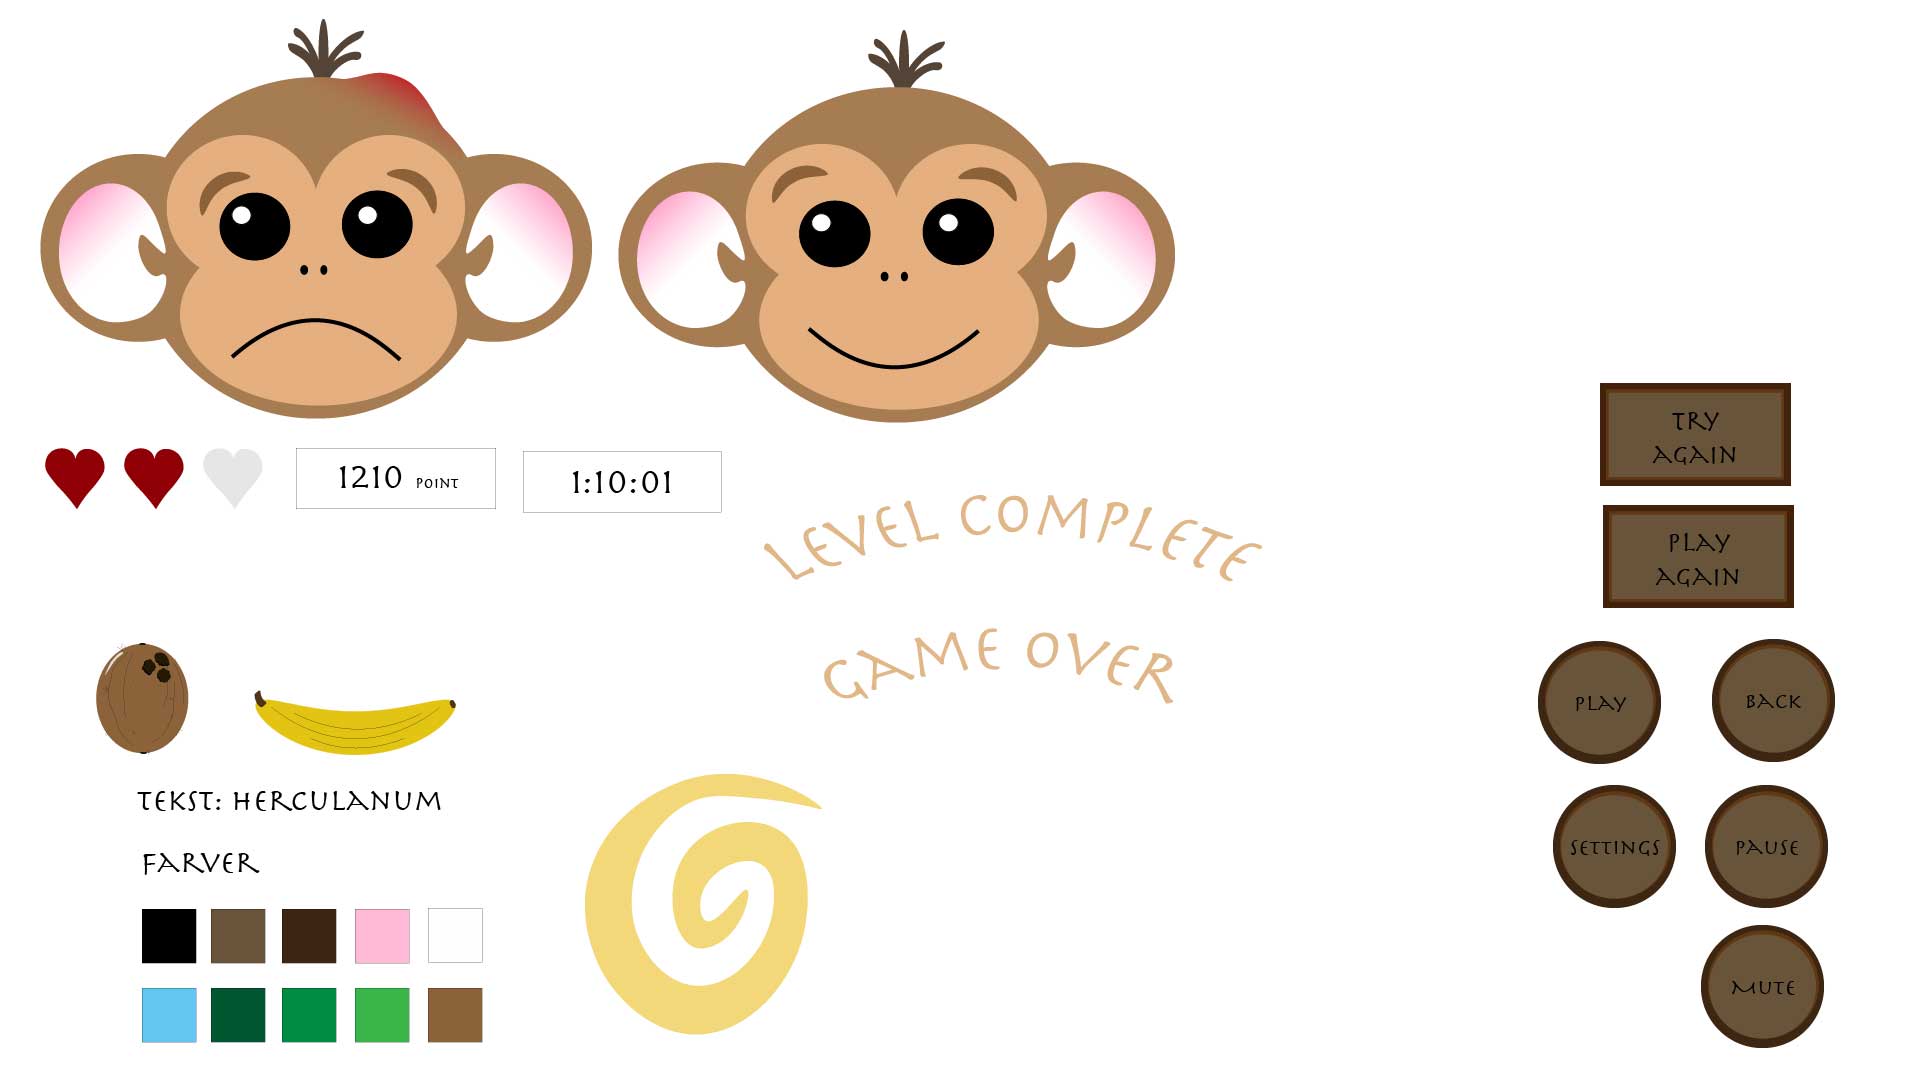 1210 POINT
1:10:01
LEVEL COMPLETE
GAME OVER
TEKST: HERCULANUM
FARVER
TRY
AGAIN
PLAY
AGAIN
PLAY
BACK
SETTINGS
PAUSE
MUTE